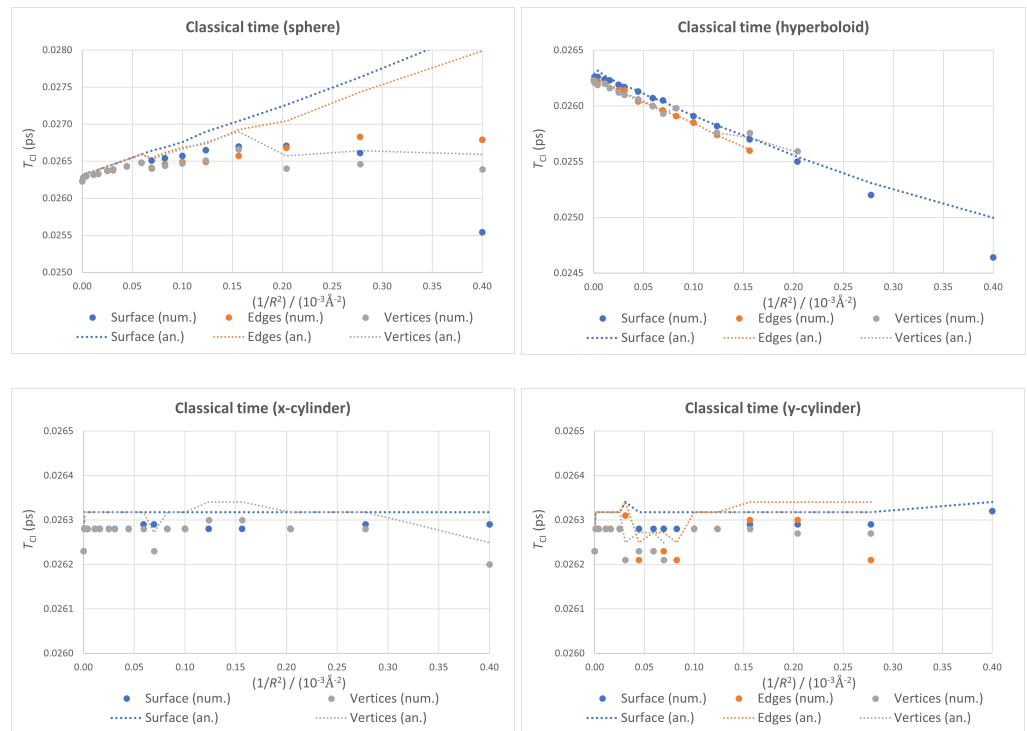 Classical time (sphere)
T_Cl (ps)
0.0280
0.0275
0.0270
0.0265
0.0260
0.0255
0.0250
0.00 0.05 0.10 0.15 0.20 0.25 0.30 0.35 0.40
(1/R²) / (10⁻³Å⁻²)
Surface (num.) Edges (num.) Vertices (num.)
Surface (an.) Edges (an.) Vertices (an.)
Classical time (hyperboloid)
T_Cl (ps)
0.0265
0.0260
0.0255
0.0250
0.0245
0.00 0.05 0.10 0.15 0.20 0.25 0.30 0.35 0.40
(1/R²) / (10⁻³Å⁻²)
Surface (num.) Edges (num.) Vertices (num.)
Surface (an.) Edges (an.) Vertices (an.)
Classical time (x-cylinder)
T_Cl (ps)
0.0265
0.0264
0.0263
0.0262
0.0261
0.0260
0.00 0.05 0.10 0.15 0.20 0.25 0.30 0.35 0.40
(1/R²) / (10⁻³Å⁻²)
Surface (num.) Vertices (num.)
Surface (an.) Vertices (an.)
Classical time (y-cylinder)
T_Cl (ps)
0.0265
0.0264
0.0263
0.0262
0.0261
0.0260
0.00 0.05 0.10 0.15 0.20 0.25 0.30 0.35 0.40
(1/R²) / (10⁻³Å⁻²)
Surface (num.) Edges (num.) Vertices (num.)
Surface (an.) Edges (an.) Vertices (an.)